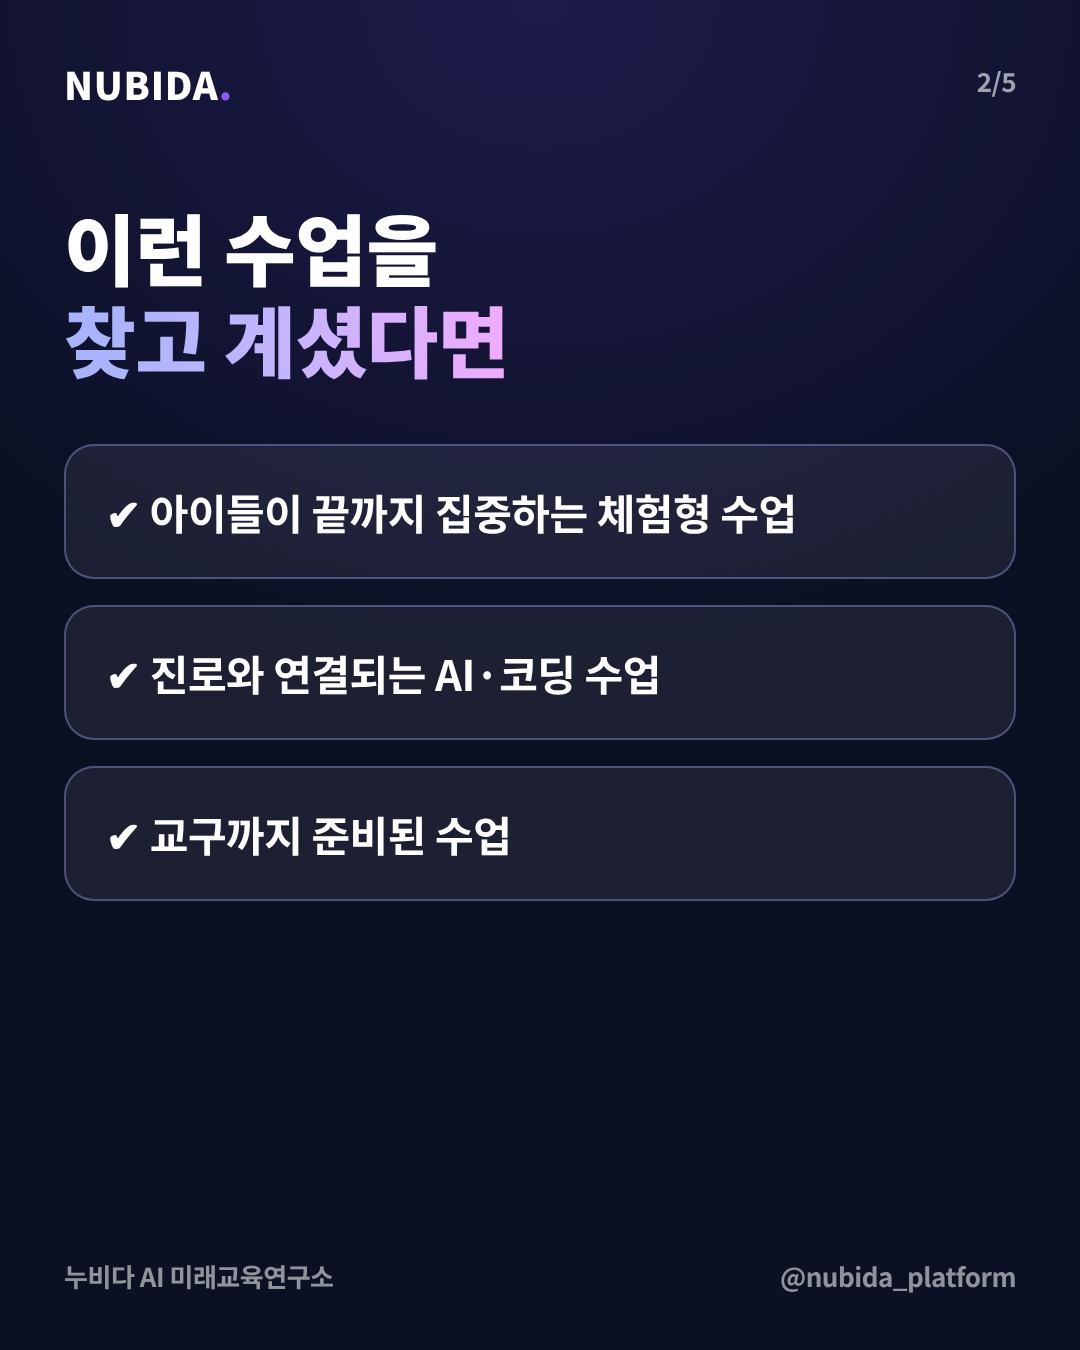 NUBIDA.
2/5
이런 수업을
찾고 계셨다면
✔ 아이들이 끝까지 집중하는 체험형 수업
✔ 진로와 연결되는 AI·코딩 수업
✔ 교구까지 준비된 수업
누비다 AI 미래교육연구소
@nubida_platform